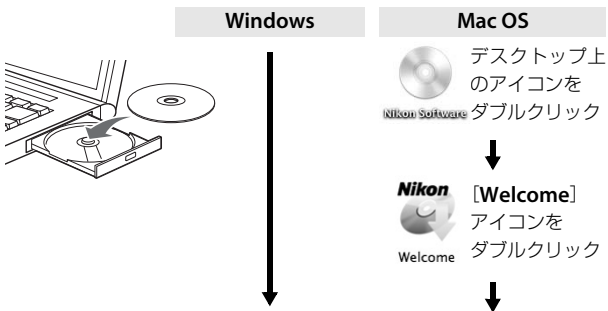 Windows
Mac OS
デスクトップ上
のアイコンを
ダブルクリック
Nikon Software
Nikon
[Welcome]
アイコンを
ダブルクリック
Welcome